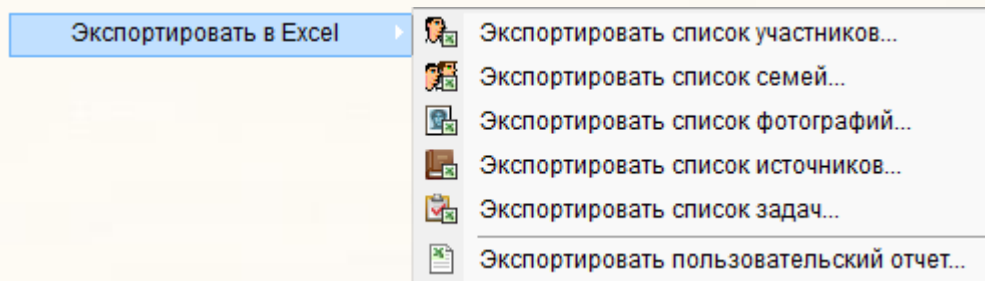 Экспортировать в Excel
Экспортировать список участников...
Экспортировать список семей...
Экспортировать список фотографий...
Экспортировать список источников...
Экспортировать список задач...
Экспортировать пользовательский отчет...